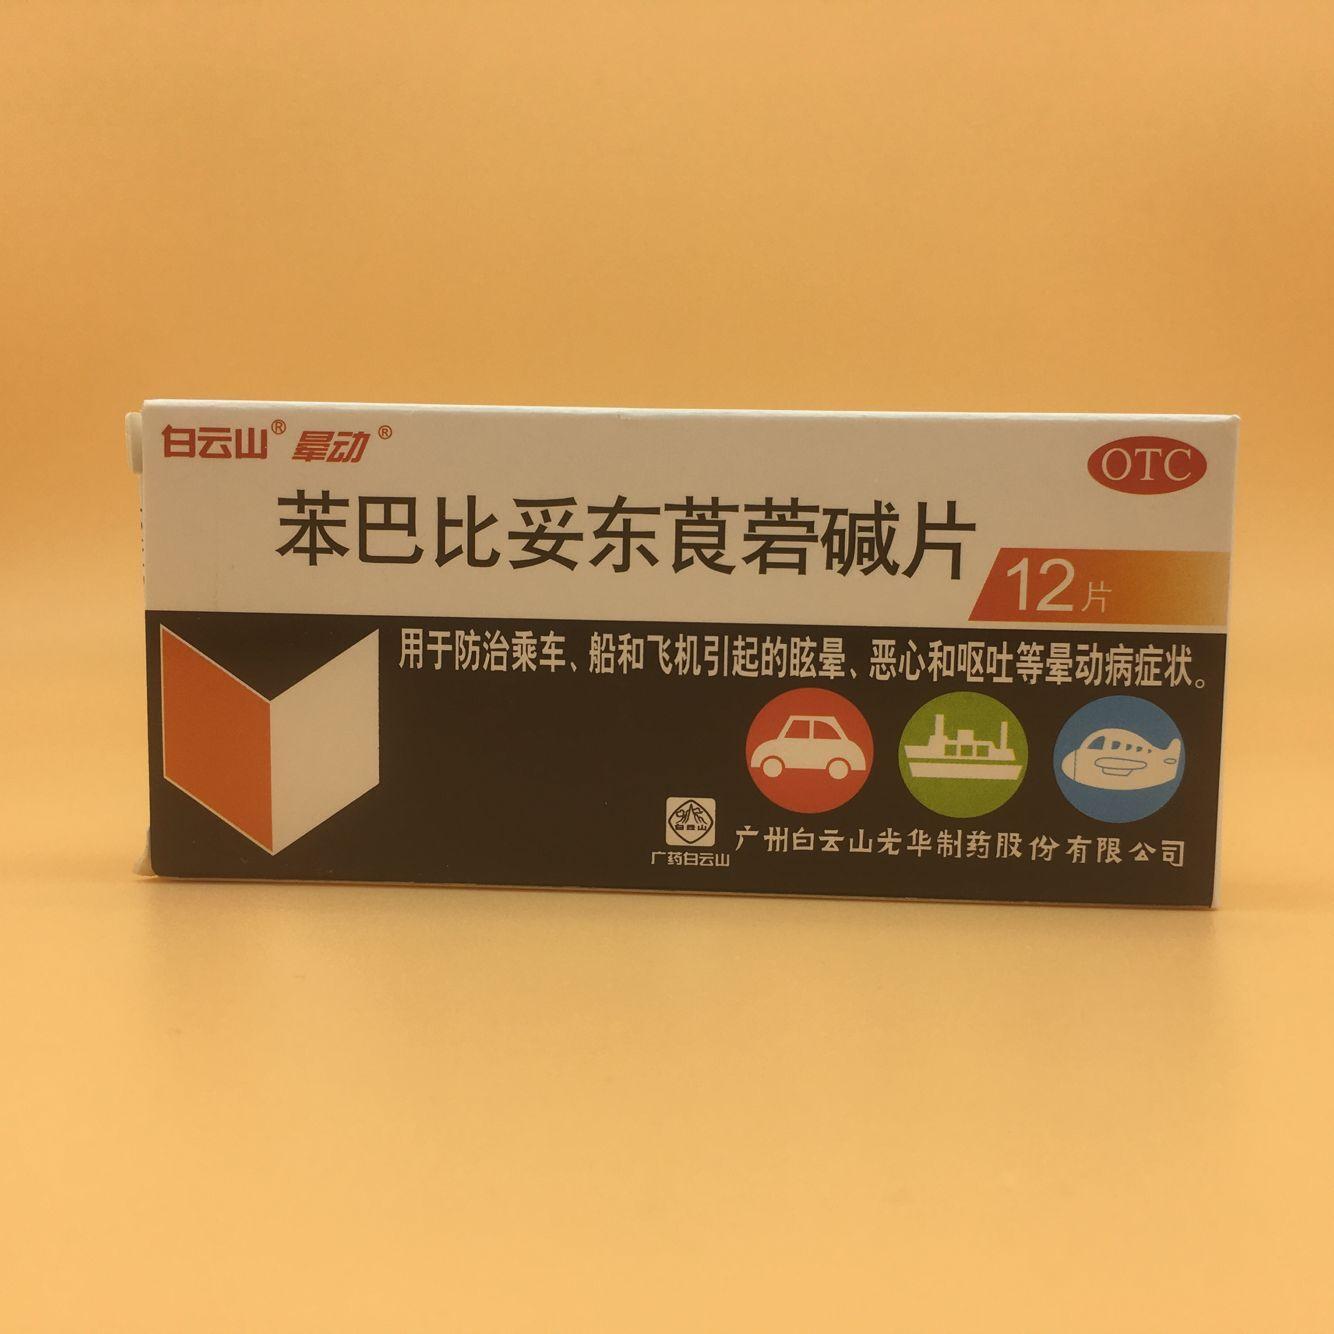 白云山® 晕动®
OTC
苯巴比妥东莨菪碱片
12片
用于防治乘车、船和飞机引起的眩晕、恶心和呕吐等晕动病症状。
白云山
广药白云山
广州白云山光华制药股份有限公司